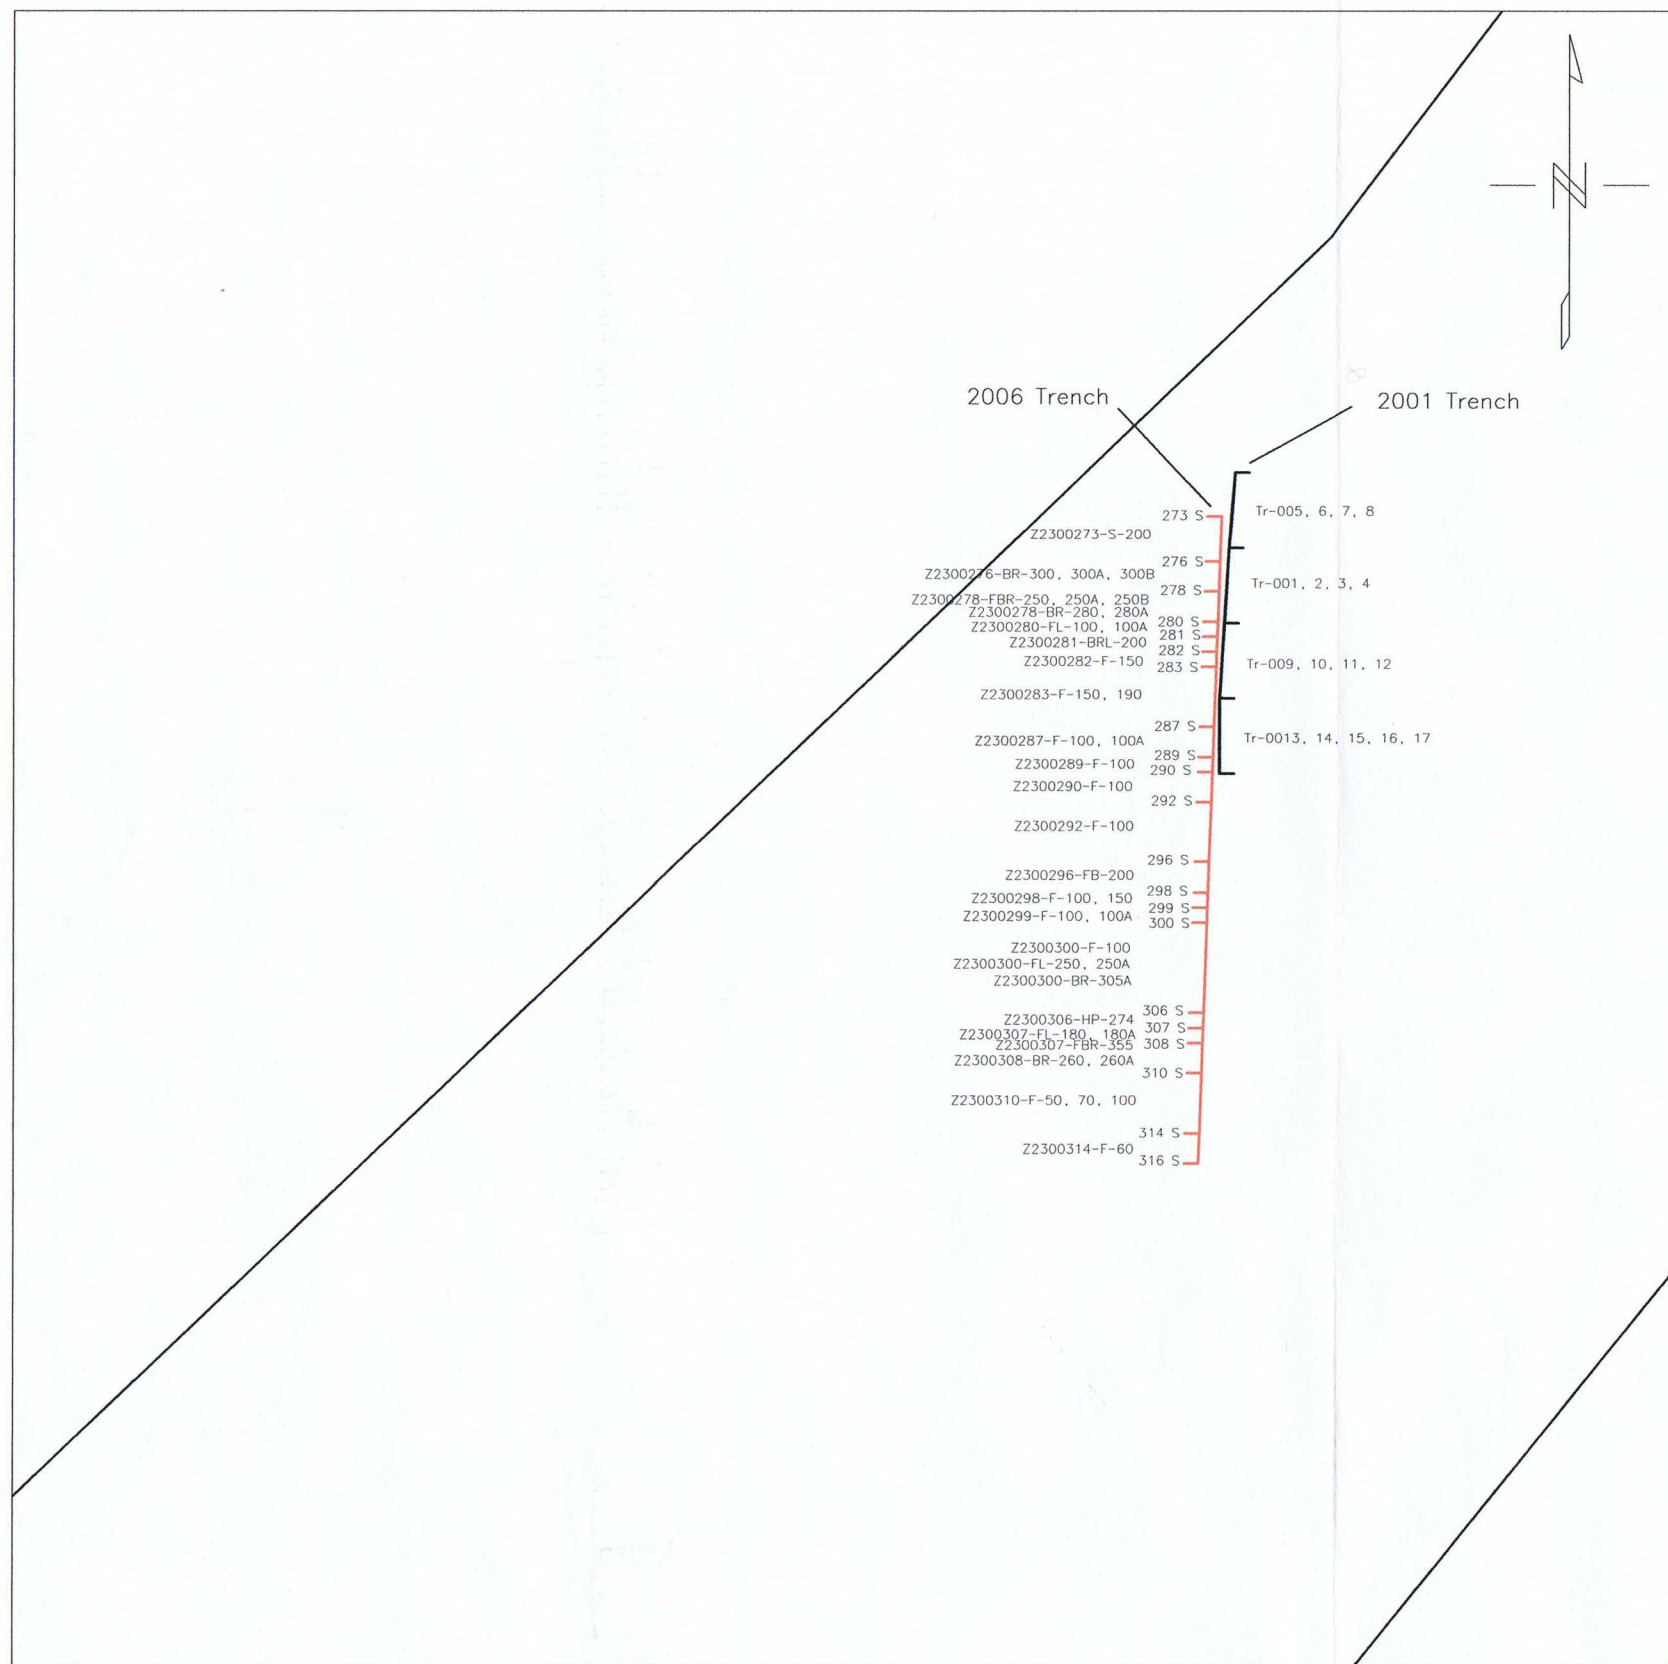 N
2006 Trench
2001 Trench
273 S
Tr-005, 6, 7, 8
Z2300273-S-200
276 S
Z2300276-BR-300, 300A, 300B
Tr-001, 2, 3, 4
278 S
Z2300278-FBR-250, 250A, 250B
Z2300278-BR-280, 280A
280 S
Z2300280-FL-100, 100A
281 S
Z2300281-BRL-200
282 S
Z2300282-F-150
283 S
Tr-009, 10, 11, 12
Z2300283-F-150, 190
287 S
Z2300287-F-100, 100A
Tr-0013, 14, 15, 16, 17
289 S
Z2300289-F-100
290 S
Z2300290-F-100
292 S
Z2300292-F-100
296 S
Z2300296-FB-200
298 S
Z2300298-F-100, 150
299 S
Z2300299-F-100, 100A
300 S
Z2300300-F-100
Z2300300-FL-250, 250A
Z2300300-BR-305A
306 S
Z2300306-HP-274
307 S
Z2300307-FL-180, 180A
Z2300307-FBR-355
308 S
Z2300308-BR-260, 260A
310 S
Z2300310-F-50, 70, 100
314 S
Z2300314-F-60
316 S